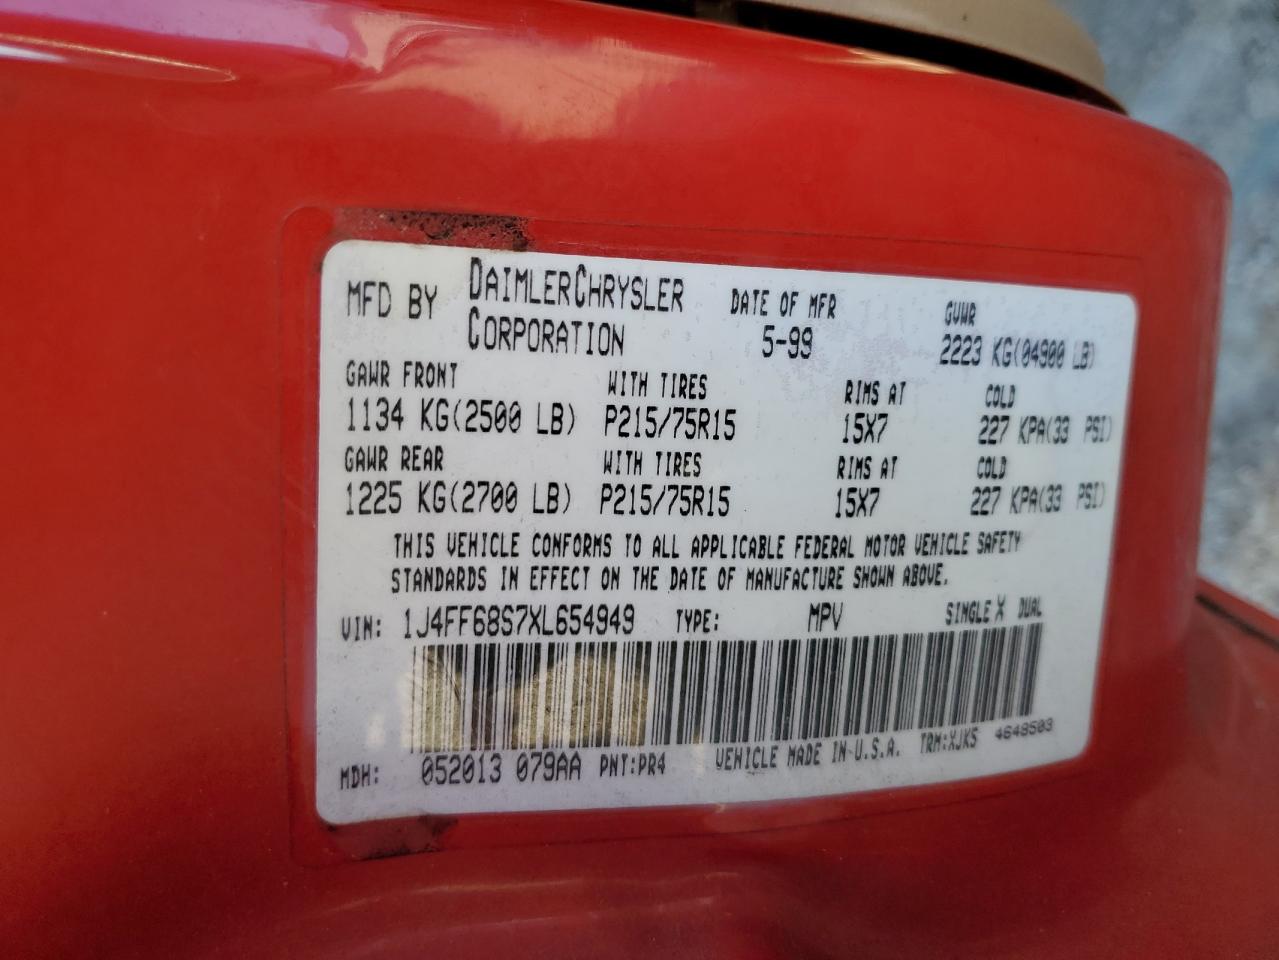 MFD BY DAIMLERCHRYSLER CORPORATION DATE OF MFR 5-99 GVWR 2223 KG(04900 LB)
GAWR FRONT WITH TIRES RIMS AT COLD
1134 KG(2500 LB) P215/75R15 15X7 227 KPA(33 PSI)
GAWR REAR WITH TIRES RIMS AT COLD
1225 KG(2700 LB) P215/75R15 15X7 227 KPA(33 PSI)
THIS VEHICLE CONFORMS TO ALL APPLICABLE FEDERAL MOTOR VEHICLE SAFETY
STANDARDS IN EFFECT ON THE DATE OF MANUFACTURE SHOWN ABOVE.
VIN: 1J4FF68S7XL654949 TYPE: MPV SINGLE X DUAL
MDH: 052013 079AA PNT:PR4 VEHICLE MADE IN U.S.A. TRM:XJK5 4648503